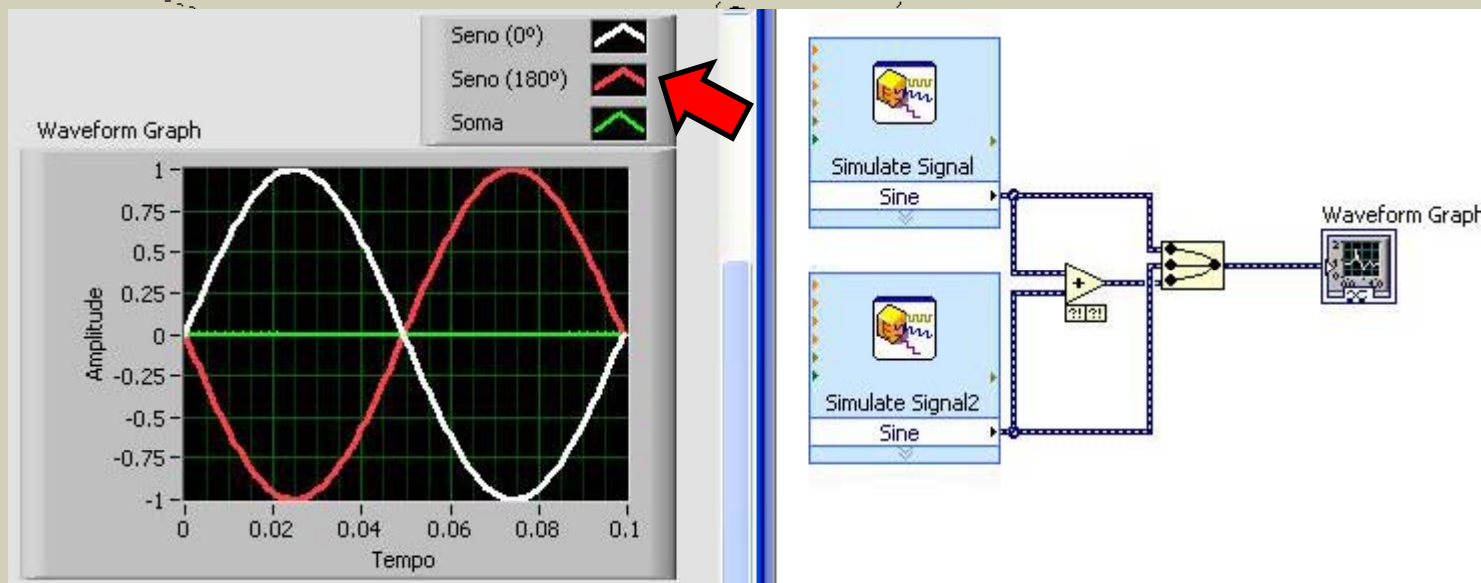 Seno (0º)
Seno (180º)
Soma
Waveform Graph
1
0.75
0.5
0.25
0
-0.25
-0.5
-0.75
-1
Amplitude
0
0.02
0.04
0.06
0.08
0.1
Tempo
Simulate Signal
Sine
Simulate Signal2
Sine
+
?! ?!
Waveform Graph